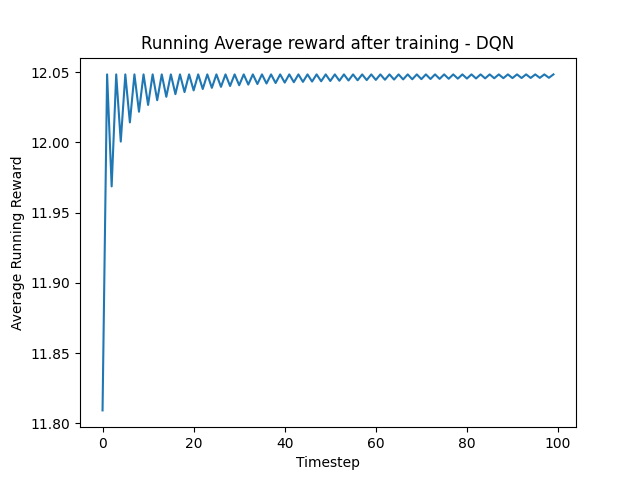 Running Average reward after training - DQN
Average Running Reward
12.05
12.00
11.95
11.90
11.85
11.80
0 20 40 60 80 100
Timestep